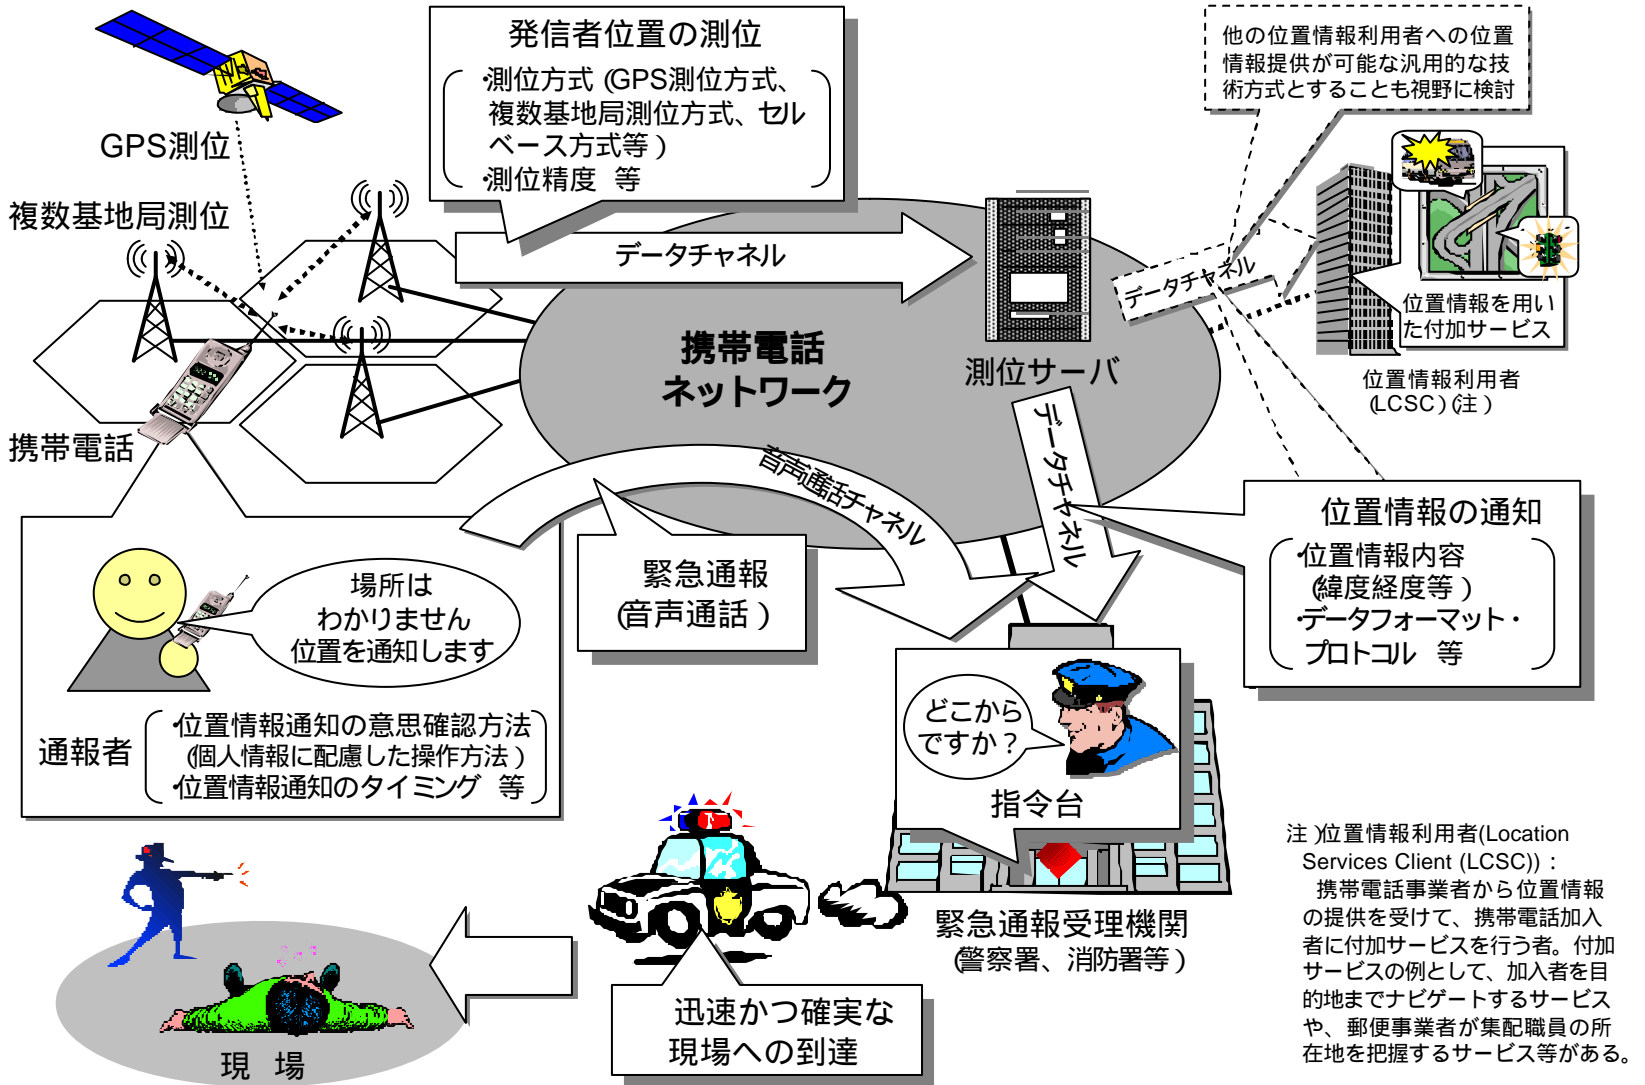 発信者位置の測位
・測位方式（GPS測位方式、
複数基地局測位方式、セル
ベース方式等）
・測位精度　等
他の位置情報利用者への位置
情報提供が可能な汎用的な技
術方式とすることも視野に検討
GPS測位
複数基地局測位
データチャネル
データチャネル
位置情報を用い
た付加サービス
携帯電話
ネットワーク
測位サーバ
位置情報利用者
（LCSC）（注）
携帯電話
音声通話チャネル
データチャネル
位置情報の通知
・位置情報内容
（緯度経度等）
・データフォーマット・
プロトコル　等
緊急通報
（音声通話）
場所は
わかりません
位置を通知します
通報者
・位置情報通知の意思確認方法
（個人情報に配慮した操作方法）
・位置情報通知のタイミング　等
どこから
ですか？
指令台
緊急通報受理機関
（警察署、消防署等）
迅速かつ確実な
現場への到達
現　場
注）位置情報利用者(Location
Services Client (LCSC))：
携帯電話事業者から位置情報
の提供を受けて、携帯電話加入
者に付加サービスを行う者。付加
サービスの例として、加入者を目
的地までナビゲートするサービス
や、郵便事業者が集配職員の所
在地を把握するサービス等がある。